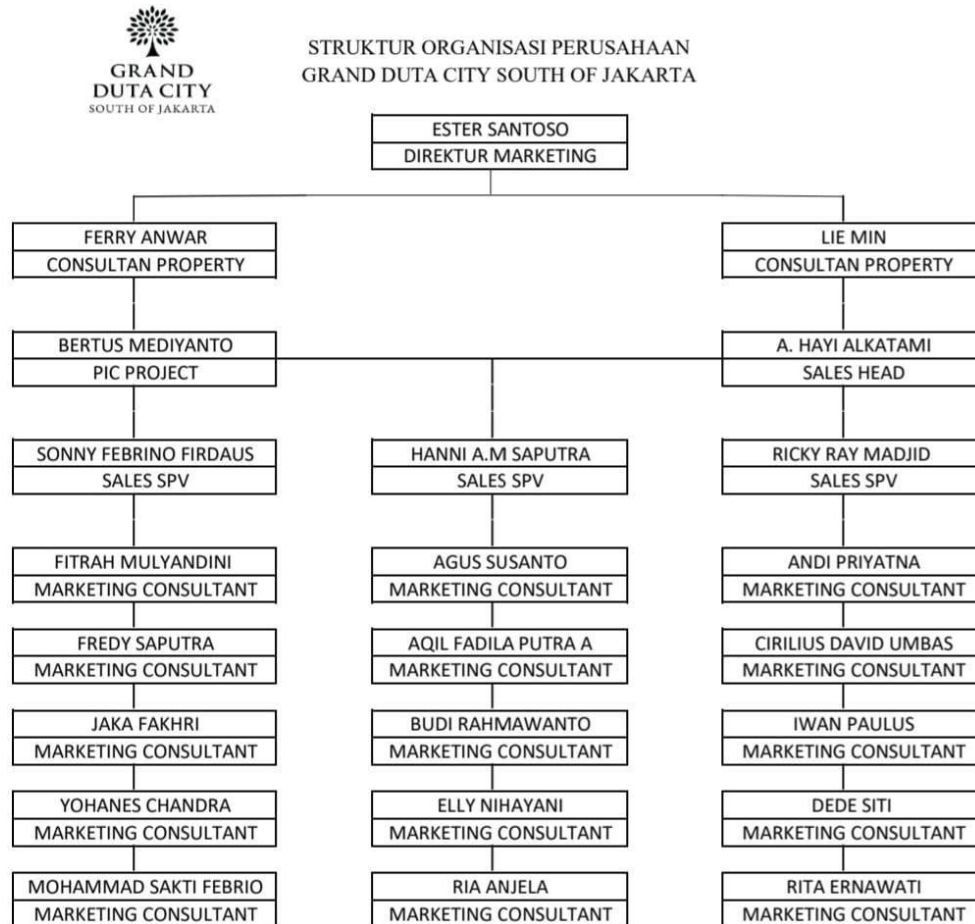 GRAND
DUTA CITY
SOUTH OF JAKARTA
STRUKTUR ORGANISASI PERUSAHAAN
GRAND DUTA CITY SOUTH OF JAKARTA
ESTER SANTOSO
DIREKTUR MARKETING
FERRY ANWAR
CONSULTAN PROPERTY
LIE MIN
CONSULTAN PROPERTY
BERTUS MEDIYANTO
PIC PROJECT
A. HAYI ALKATAMI
SALES HEAD
SONNY FEBRINO FIRDAUS
SALES SPV
HANNI A.M SAPUTRA
SALES SPV
RICKY RAY MADJID
SALES SPV
FITRAH MULYANDINI
MARKETING CONSULTANT
AGUS SUSANTO
MARKETING CONSULTANT
ANDI PRIYATNA
MARKETING CONSULTANT
FREDY SAPUTRA
MARKETING CONSULTANT
AQIL FADILA PUTRA A
MARKETING CONSULTANT
CIRILIUS DAVID UMBAS
MARKETING CONSULTANT
JAKA FAKHRI
MARKETING CONSULTANT
BUDI RAHMAWANTO
MARKETING CONSULTANT
IWAN PAULUS
MARKETING CONSULTANT
YOHANES CHANDRA
MARKETING CONSULTANT
ELLY NIHAYANI
MARKETING CONSULTANT
DEDE SITI
MARKETING CONSULTANT
MOHAMMAD SAKTI FEBRIO
MARKETING CONSULTANT
RIA ANJELA
MARKETING CONSULTANT
RITA ERNAWATI
MARKETING CONSULTANT